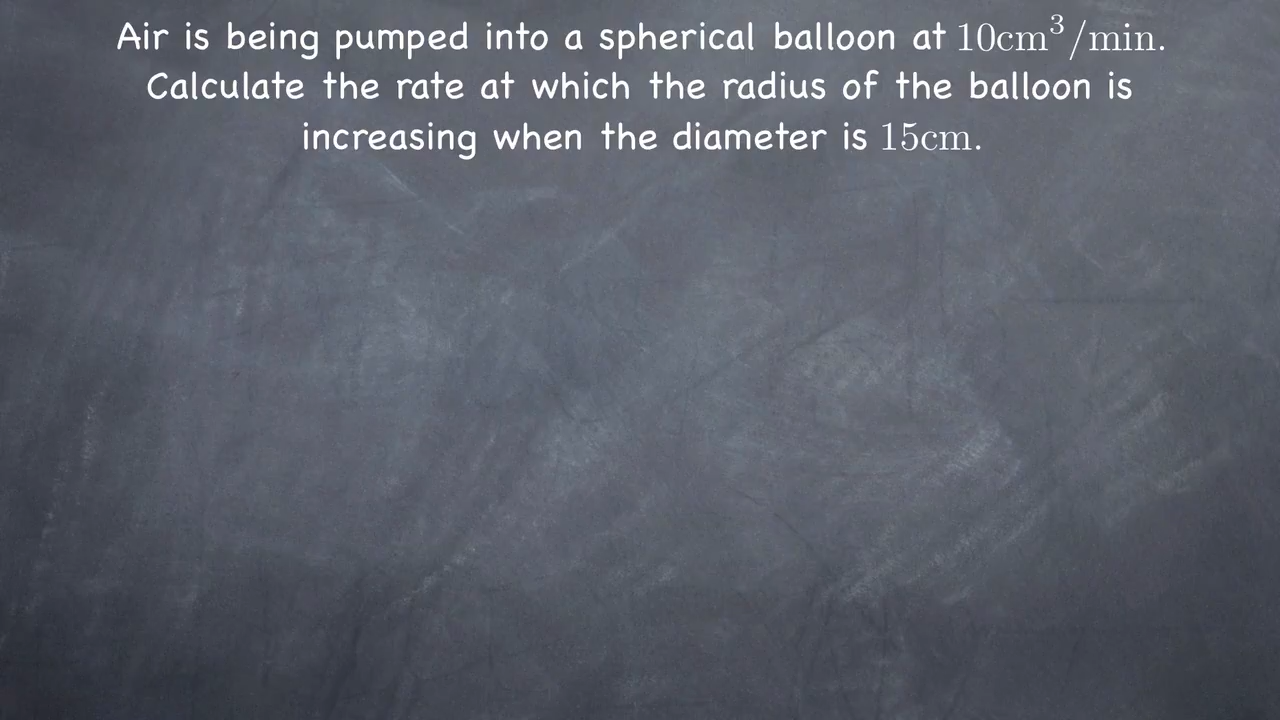 Air is being pumped into a spherical balloon at 10cm³/min.
Calculate the rate at which the radius of the balloon is
increasing when the diameter is 15cm.